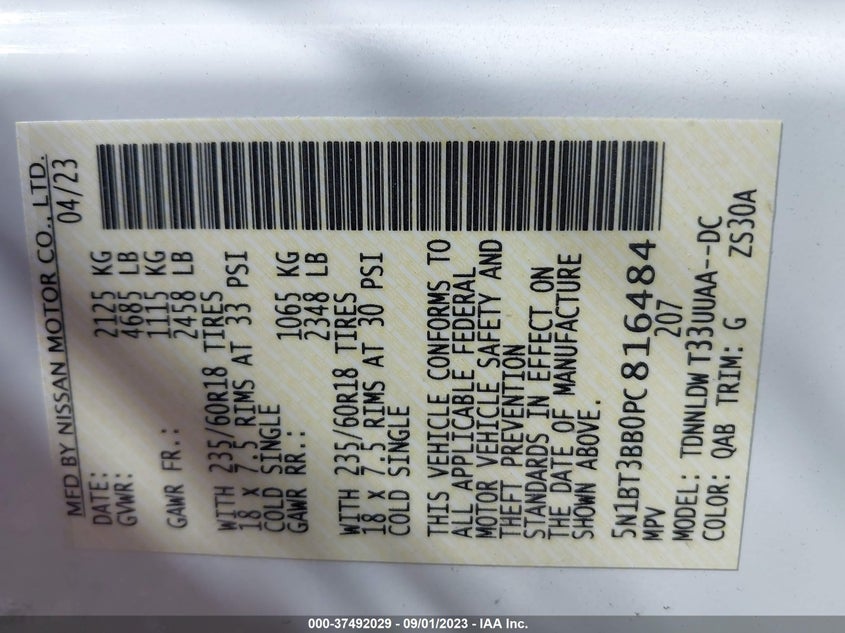 MFD BY NISSAN MOTOR CO., LTD.
DATE: 04/23
GVWR: 2125 KG
4685 LB
GAWR FR.: 1115 KG
2458 LB
WITH 235/60R18 TIRES
18 X 7.5 RIMS AT 33 PSI
COLD SINGLE
GAWR RR.: 1065 KG
2348 LB
WITH 235/60R18 TIRES
18 X 7.5 RIMS AT 30 PSI
COLD SINGLE
THIS VEHICLE CONFORMS TO
ALL APPLICABLE FEDERAL
MOTOR VEHICLE SAFETY AND
THEFT PREVENTION
STANDARDS IN EFFECT ON
THE DATE OF MANUFACTURE
SHOWN ABOVE.
5N1BT3BB0PC816484
MPV 207
MODEL: TDNNLDWT33UUAA--DC
COLOR: QAB TRIM: G ZS30A
000-37492029 - 09/01/2023 - IAA Inc.